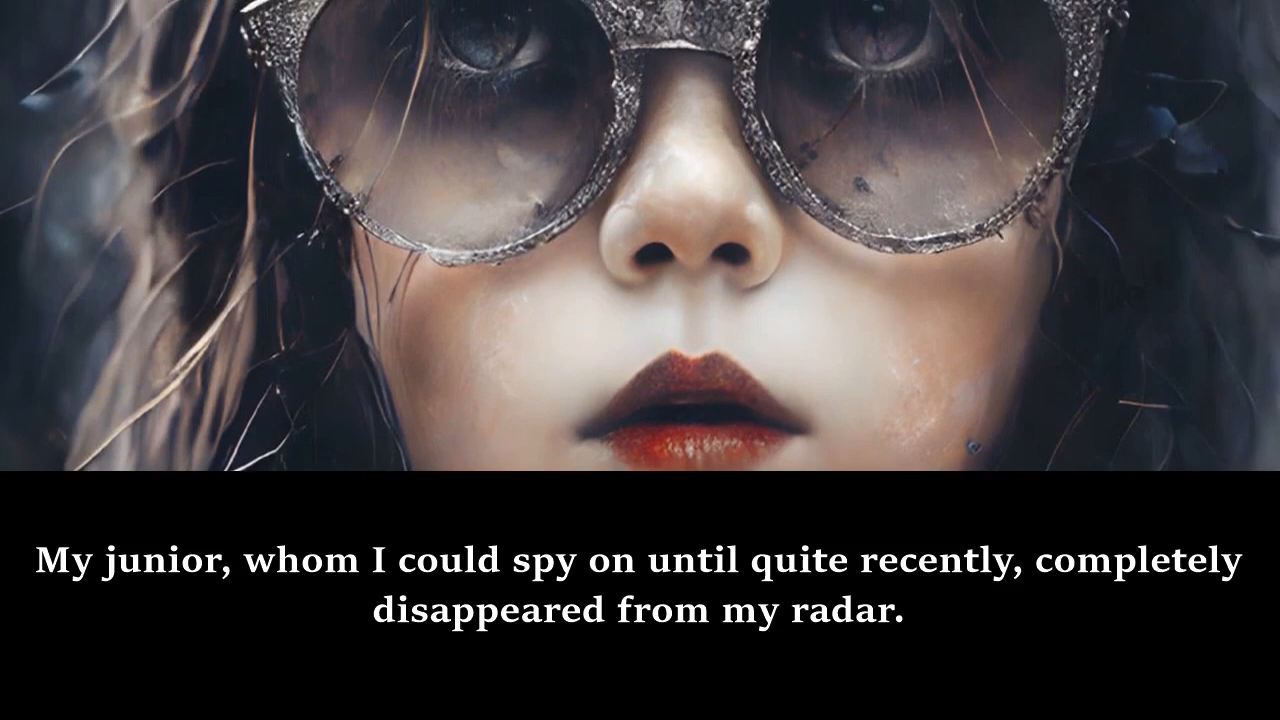 My junior, whom I could spy on until quite recently, completely
disappeared from my radar.